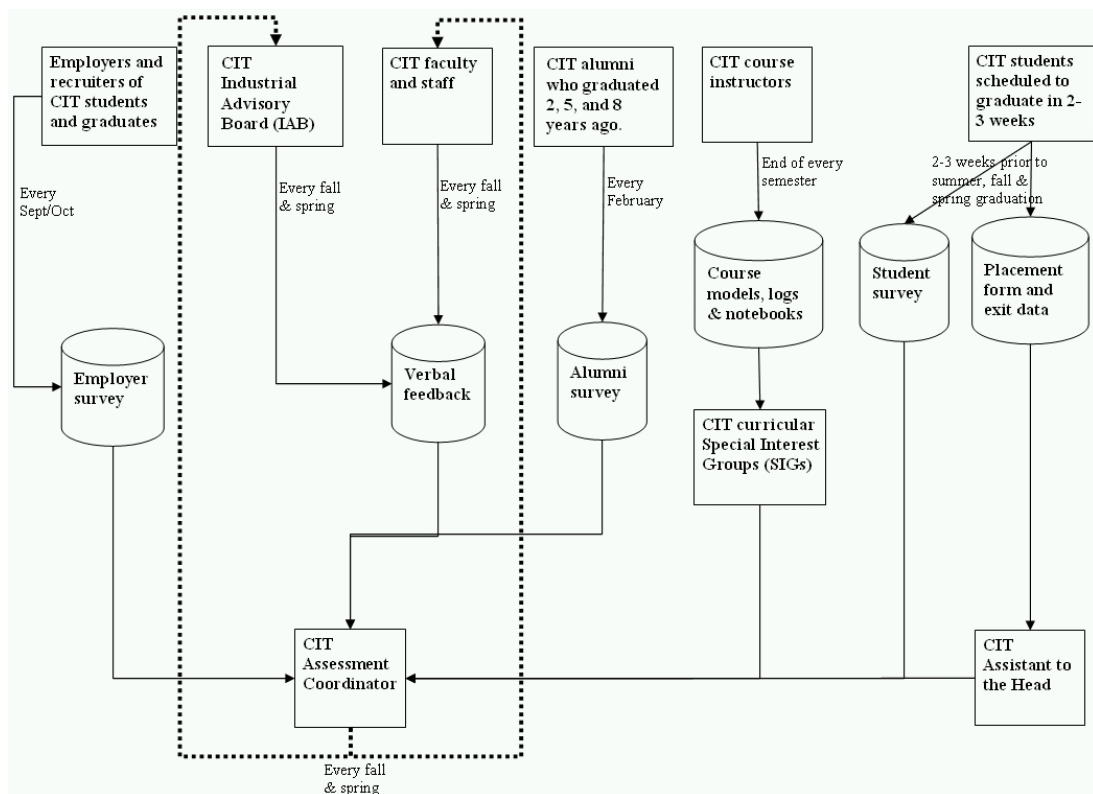 Employers and
recruiters of
CIT students
and graduates
CIT
Industrial
Advisory
Board (IAB)
CIT faculty
and staff
CIT alumni
who graduated
2, 5, and 8
years ago.
CIT course
instructors
CIT students
scheduled to
graduate in 2-
3 weeks
Every
Sept/Oct
Every fall
& spring
Every fall
& spring
Every
February
End of every
semester
2-3 weeks prior to
summer, fall &
spring graduation
Course
models, logs
& notebooks
Student
survey
Placement
form and
exit data
Employer
survey
Verbal
feedback
Alumni
survey
CIT curricular
Special Interest
Groups (SIGs)
CIT
Assessment
Coordinator
CIT
Assistant to
the Head
Every fall
& spring